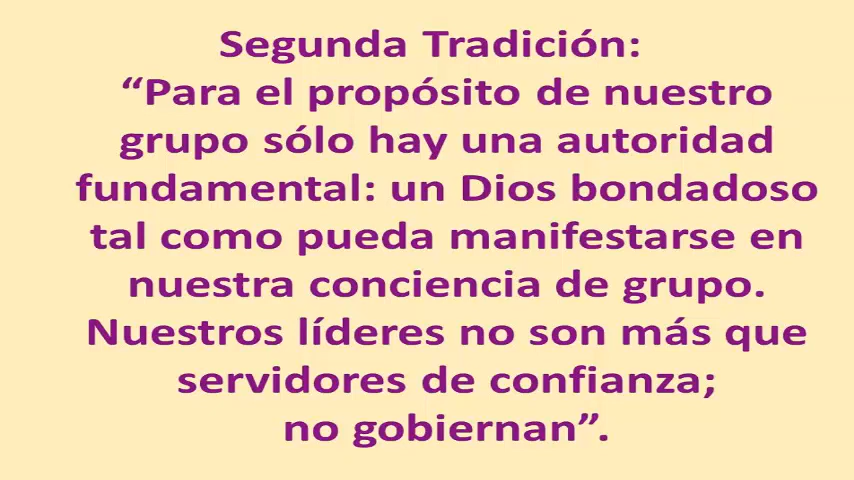 Segunda Tradición:
“Para el propósito de nuestro
grupo sólo hay una autoridad
fundamental: un Dios bondadoso
tal como pueda manifestarse en
nuestra conciencia de grupo.
Nuestros líderes no son más que
servidores de confianza;
no gobiernan”.